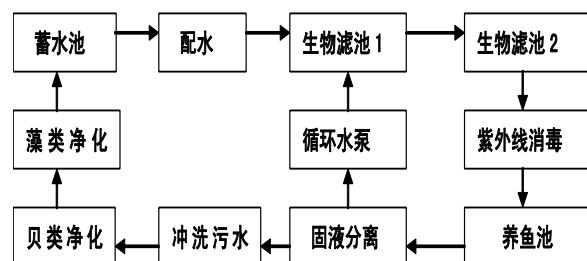 蓄水池
配水
生物滤池 1
生物滤池 2
藻类净化
循环水泵
紫外线消毒
贝类净化
冲洗污水
固液分离
养鱼池